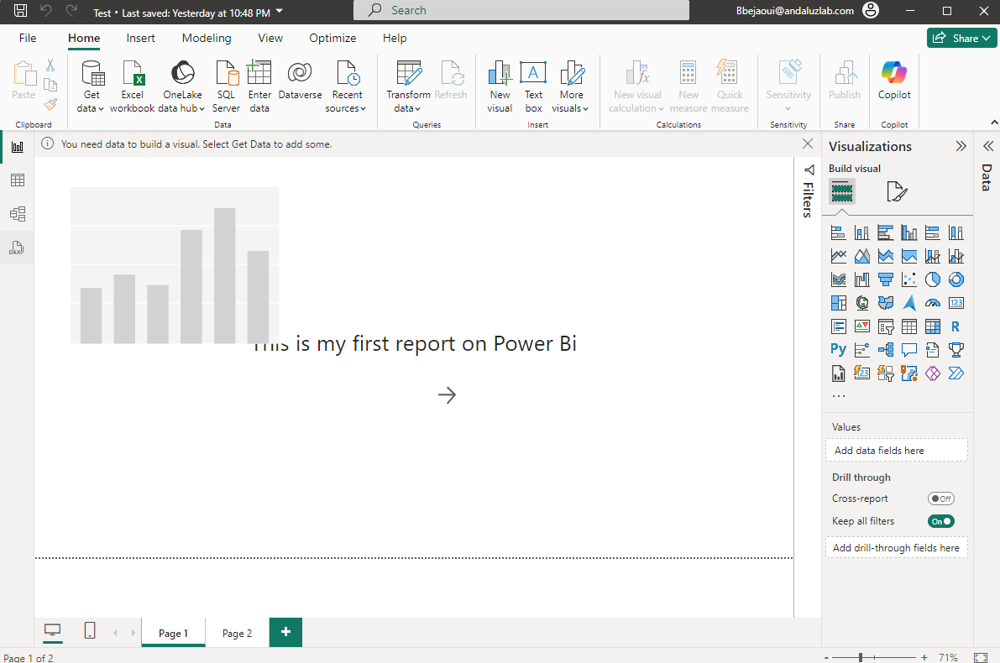 Test • Last saved: Yesterday at 10:48 PM
Search
Bbejaoui@andaluzlab.com
File
Home
Insert
Modeling
View
Optimize
Help
Share
Paste
Get data
Excel workbook
OneLake data hub
SQL Server
Enter data
Dataverse
Recent sources
Transform data
Refresh
New visual
Text box
More visuals
New visual calculation
New measure
Quick measure
Sensitivity
Publish
Copilot
Clipboard
Data
Queries
Insert
Calculations
Sensitivity
Share
Copilot
You need data to build a visual. Select Get Data to add some.
DAX
This is my first report on Power Bi
Filters
Visualizations
Build visual
123
R
Py
123
...
Values
Add data fields here
Drill through
Cross-report
Off
Keep all filters
On
Add drill-through fields here
Data
Page 1
Page 2
+
Page 1 of 2
- + 71%